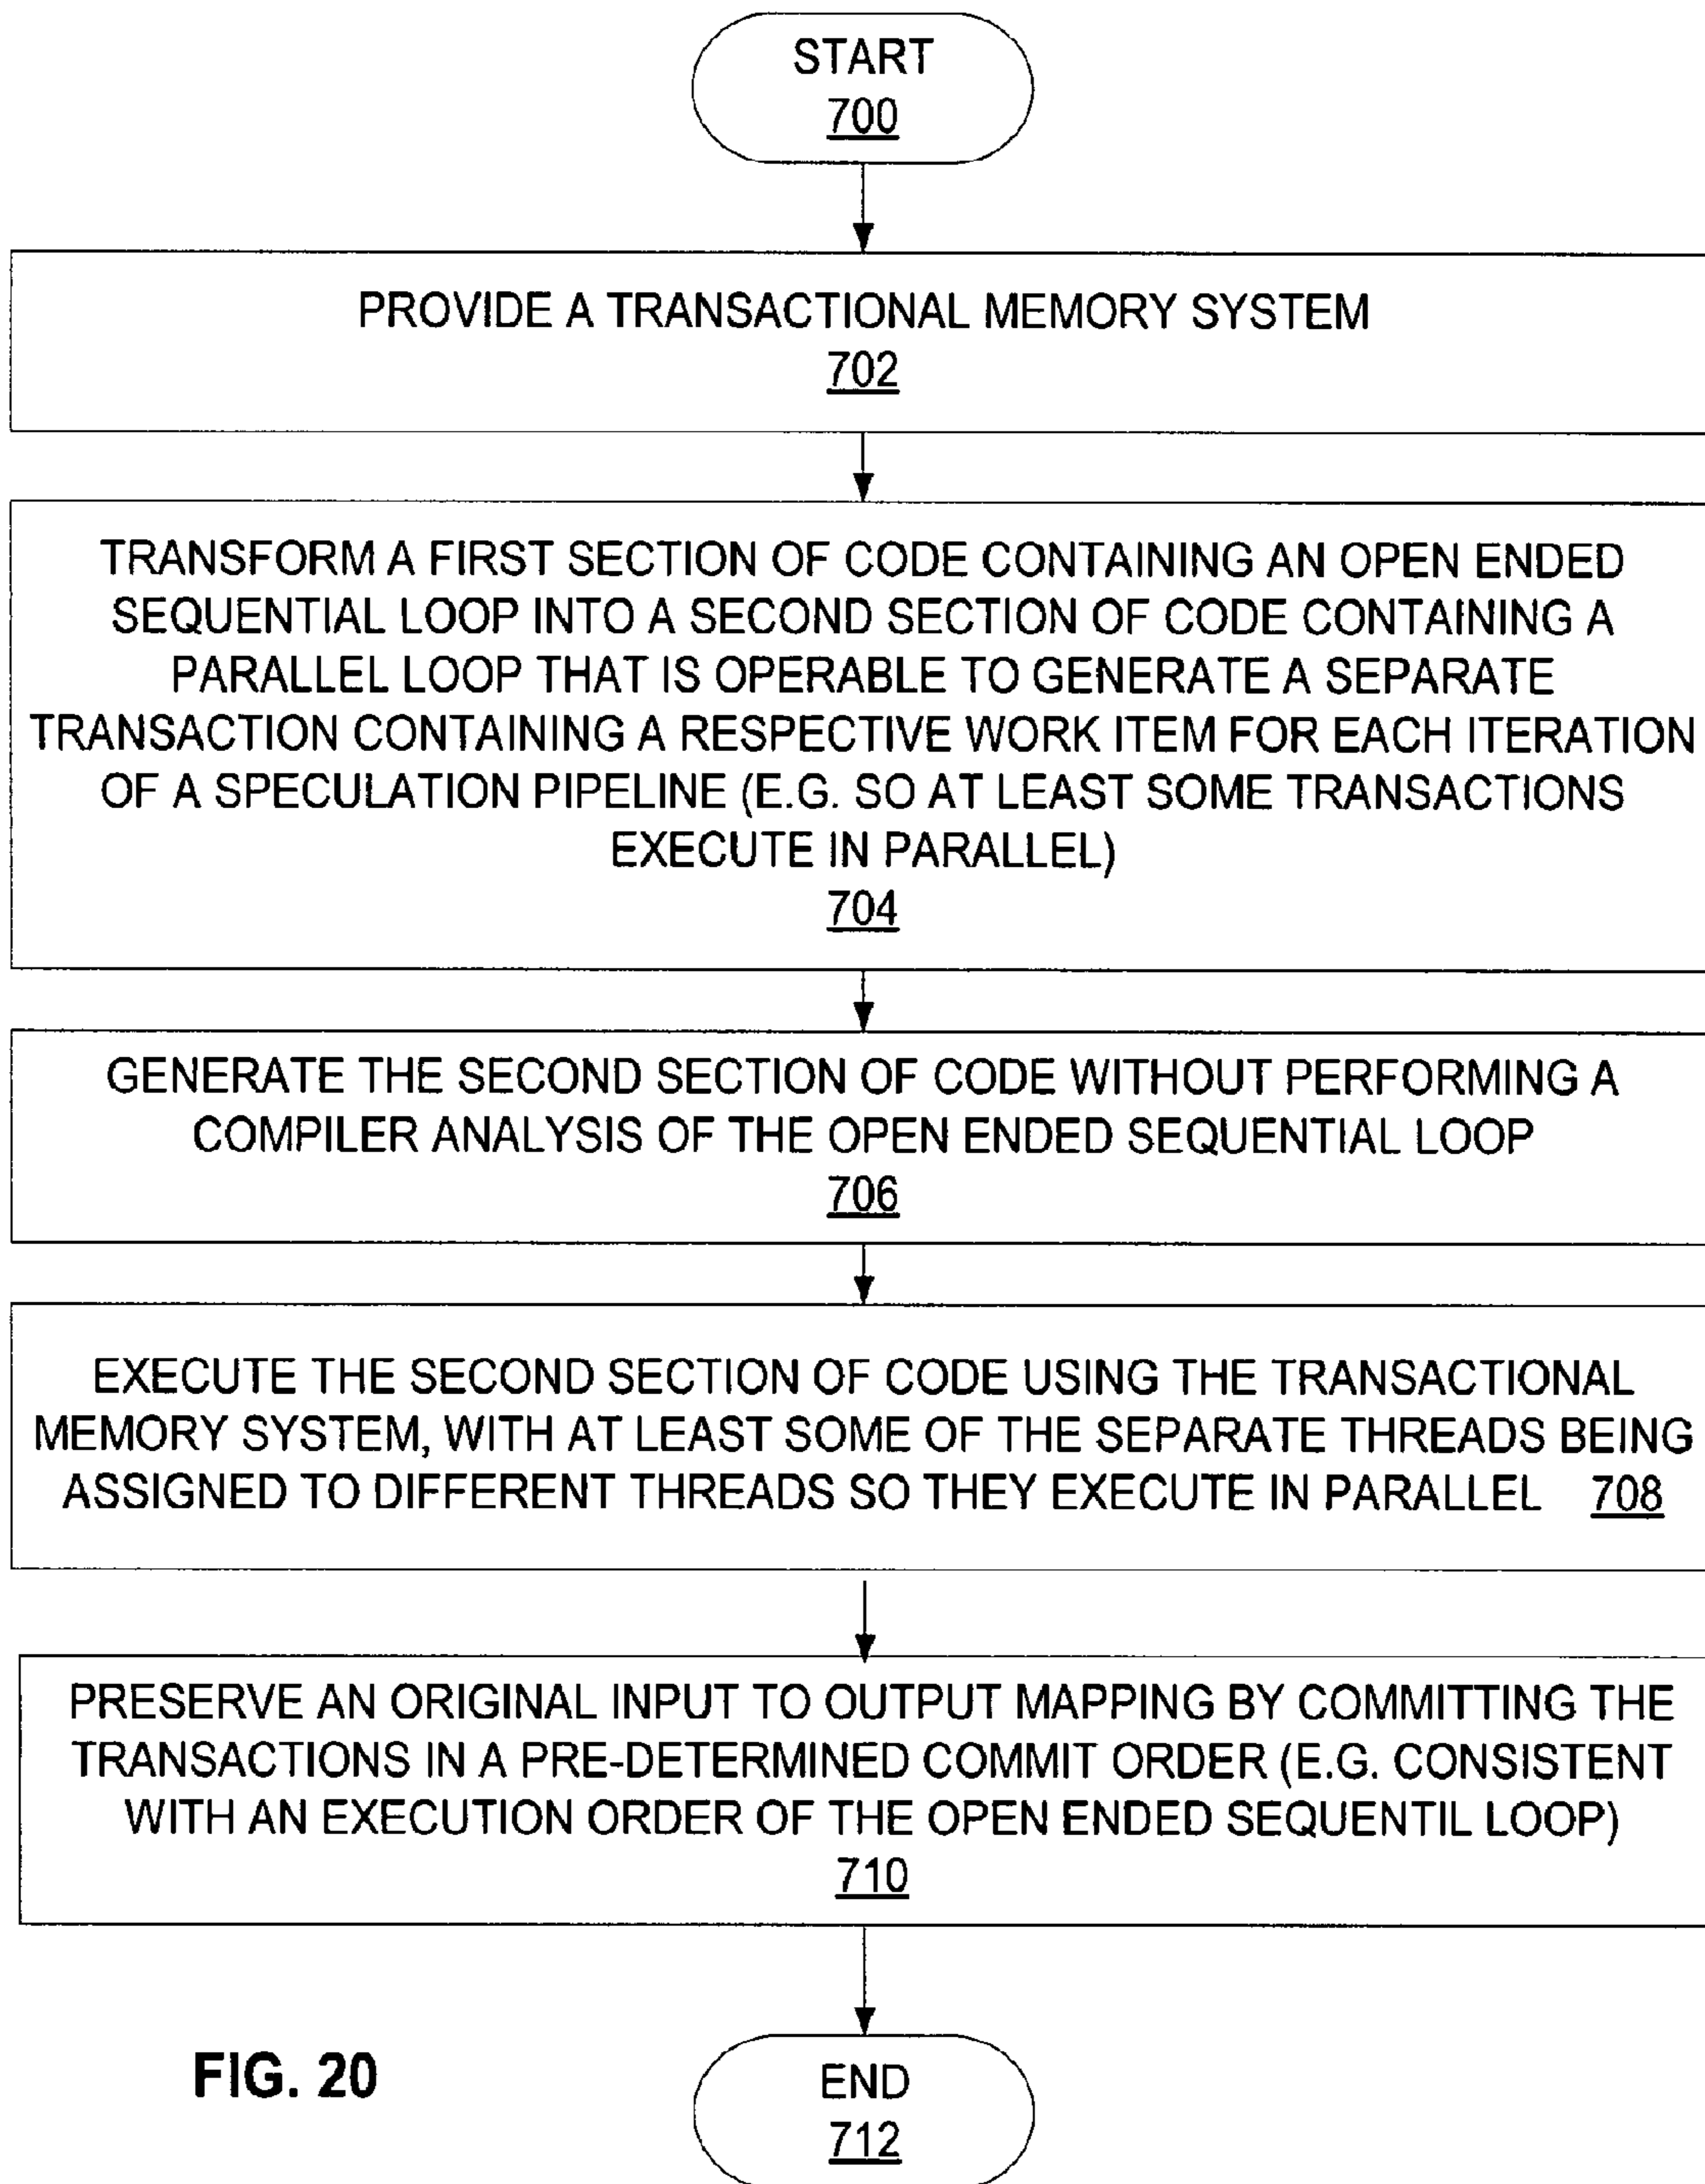 START
700
PROVIDE A TRANSACTIONAL MEMORY SYSTEM
702
TRANSFORM A FIRST SECTION OF CODE CONTAINING AN OPEN ENDED
SEQUENTIAL LOOP INTO A SECOND SECTION OF CODE CONTAINING A
PARALLEL LOOP THAT IS OPERABLE TO GENERATE A SEPARATE
TRANSACTION CONTAINING A RESPECTIVE WORK ITEM FOR EACH ITERATION
OF A SPECULATION PIPELINE (E.G. SO AT LEAST SOME TRANSACTIONS
EXECUTE IN PARALLEL)
704
GENERATE THE SECOND SECTION OF CODE WITHOUT PERFORMING A
COMPILER ANALYSIS OF THE OPEN ENDED SEQUENTIAL LOOP
706
EXECUTE THE SECOND SECTION OF CODE USING THE TRANSACTIONAL
MEMORY SYSTEM, WITH AT LEAST SOME OF THE SEPARATE THREADS BEING
ASSIGNED TO DIFFERENT THREADS SO THEY EXECUTE IN PARALLEL 708
PRESERVE AN ORIGINAL INPUT TO OUTPUT MAPPING BY COMMITTING THE
TRANSACTIONS IN A PRE-DETERMINED COMMIT ORDER (E.G. CONSISTENT
WITH AN EXECUTION ORDER OF THE OPEN ENDED SEQUENTIL LOOP)
710
FIG. 20
END
712